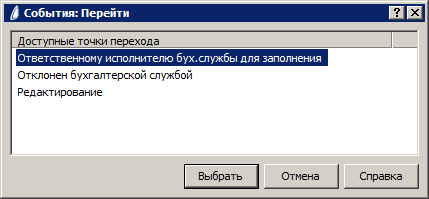 События: Перейти
Доступные точки перехода
Ответственному исполнителю бух.службы для заполнения
Отклонен бухгалтерской службой
Редактирование
Выбрать Отмена Справка